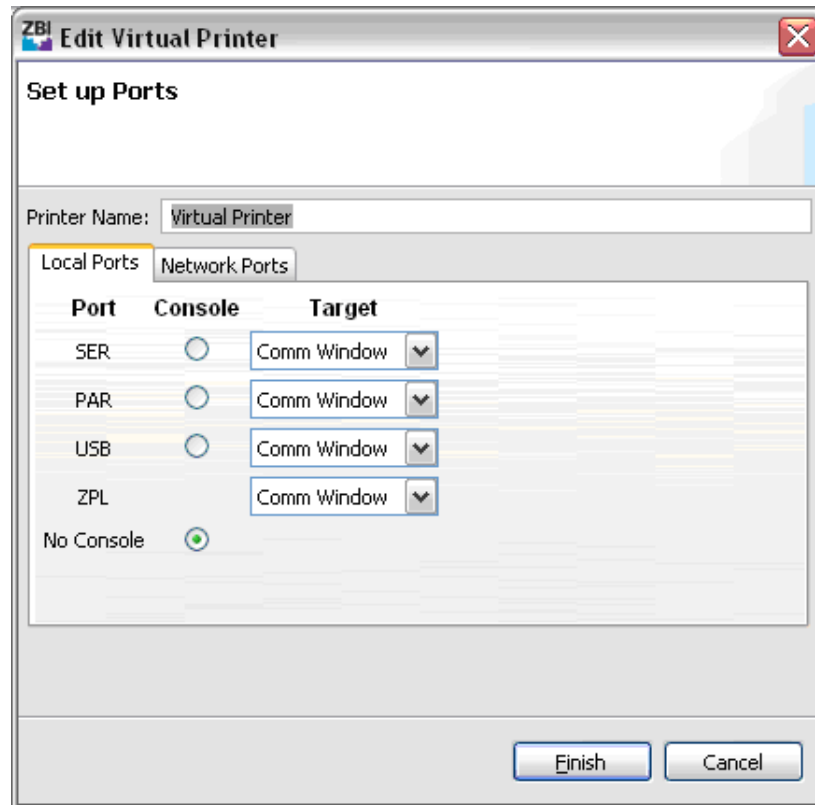 ZBI Edit Virtual Printer
Set up Ports
Printer Name: Virtual Printer
Local Ports Network Ports
Port Console Target
SER Comm Window
PAR Comm Window
USB Comm Window
ZPL Comm Window
No Console
Finish Cancel